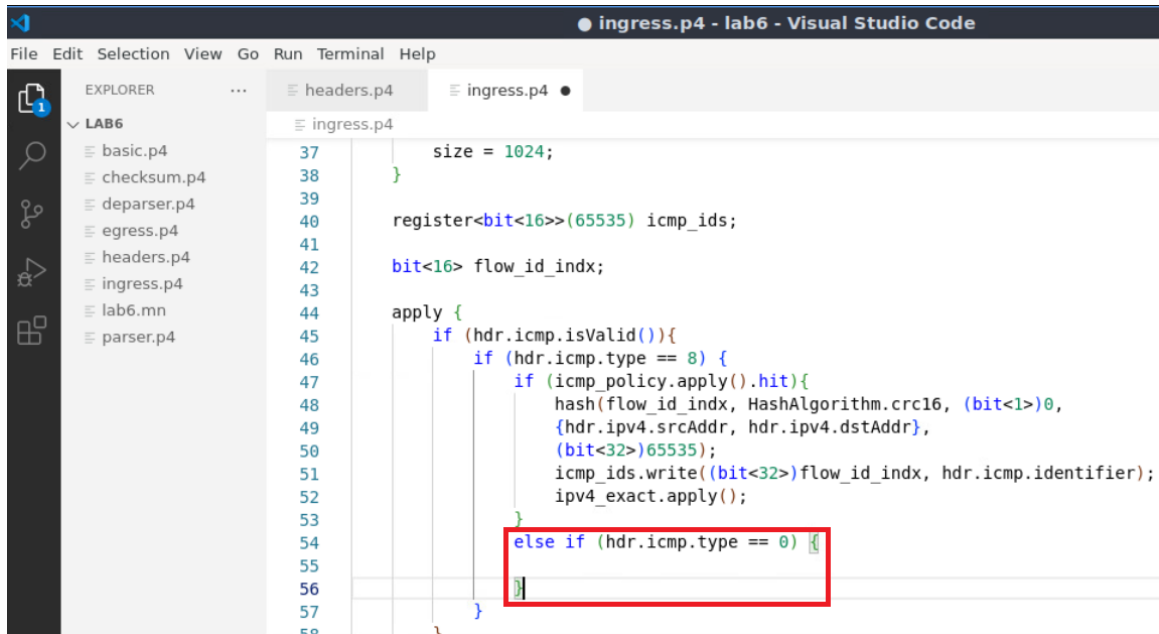 ● ingress.p4 - lab6 - Visual Studio Code
File Edit Selection View Go Run Terminal Help
EXPLORER ...
headers.p4
ingress.p4 ●
1
LAB6
ingress.p4
basic.p4
checksum.p4
deparser.p4
egress.p4
headers.p4
ingress.p4
lab6.mn
parser.p4
37 size = 1024;
38 }
39
40 register<bit<16>>(65535) icmp_ids;
41
42 bit<16> flow_id_indx;
43
44 apply {
45 if (hdr.icmp.isValid()){
46 if (hdr.icmp.type == 8) {
47 if (icmp_policy.apply().hit){
48 hash(flow_id_indx, HashAlgorithm.crc16, (bit<1>)0,
49 {hdr.ipv4.srcAddr, hdr.ipv4.dstAddr},
50 (bit<32>)65535);
51 icmp_ids.write((bit<32>)flow_id_indx, hdr.icmp.identifier);
52 ipv4_exact.apply();
53 }
54 else if (hdr.icmp.type == 0) {
55
56 }
57 }
58 }